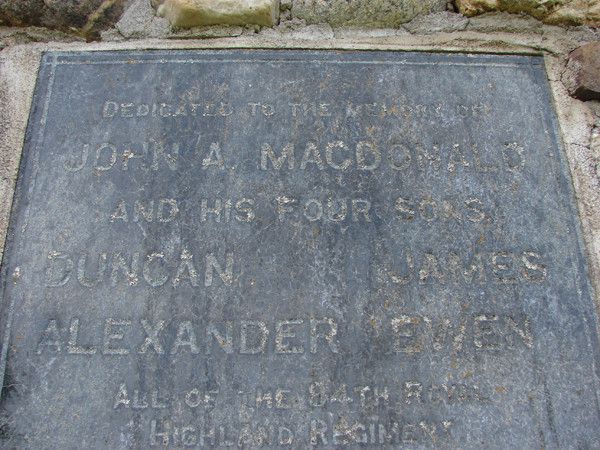 DEDICATED TO THE MEMORY OF
JOHN A. MACDONALD
AND HIS FOUR SONS
DUNCAN JAMES
ALEXANDER EWEN
ALL OF THE 84TH ROYAL
HIGHLAND REGIMENT